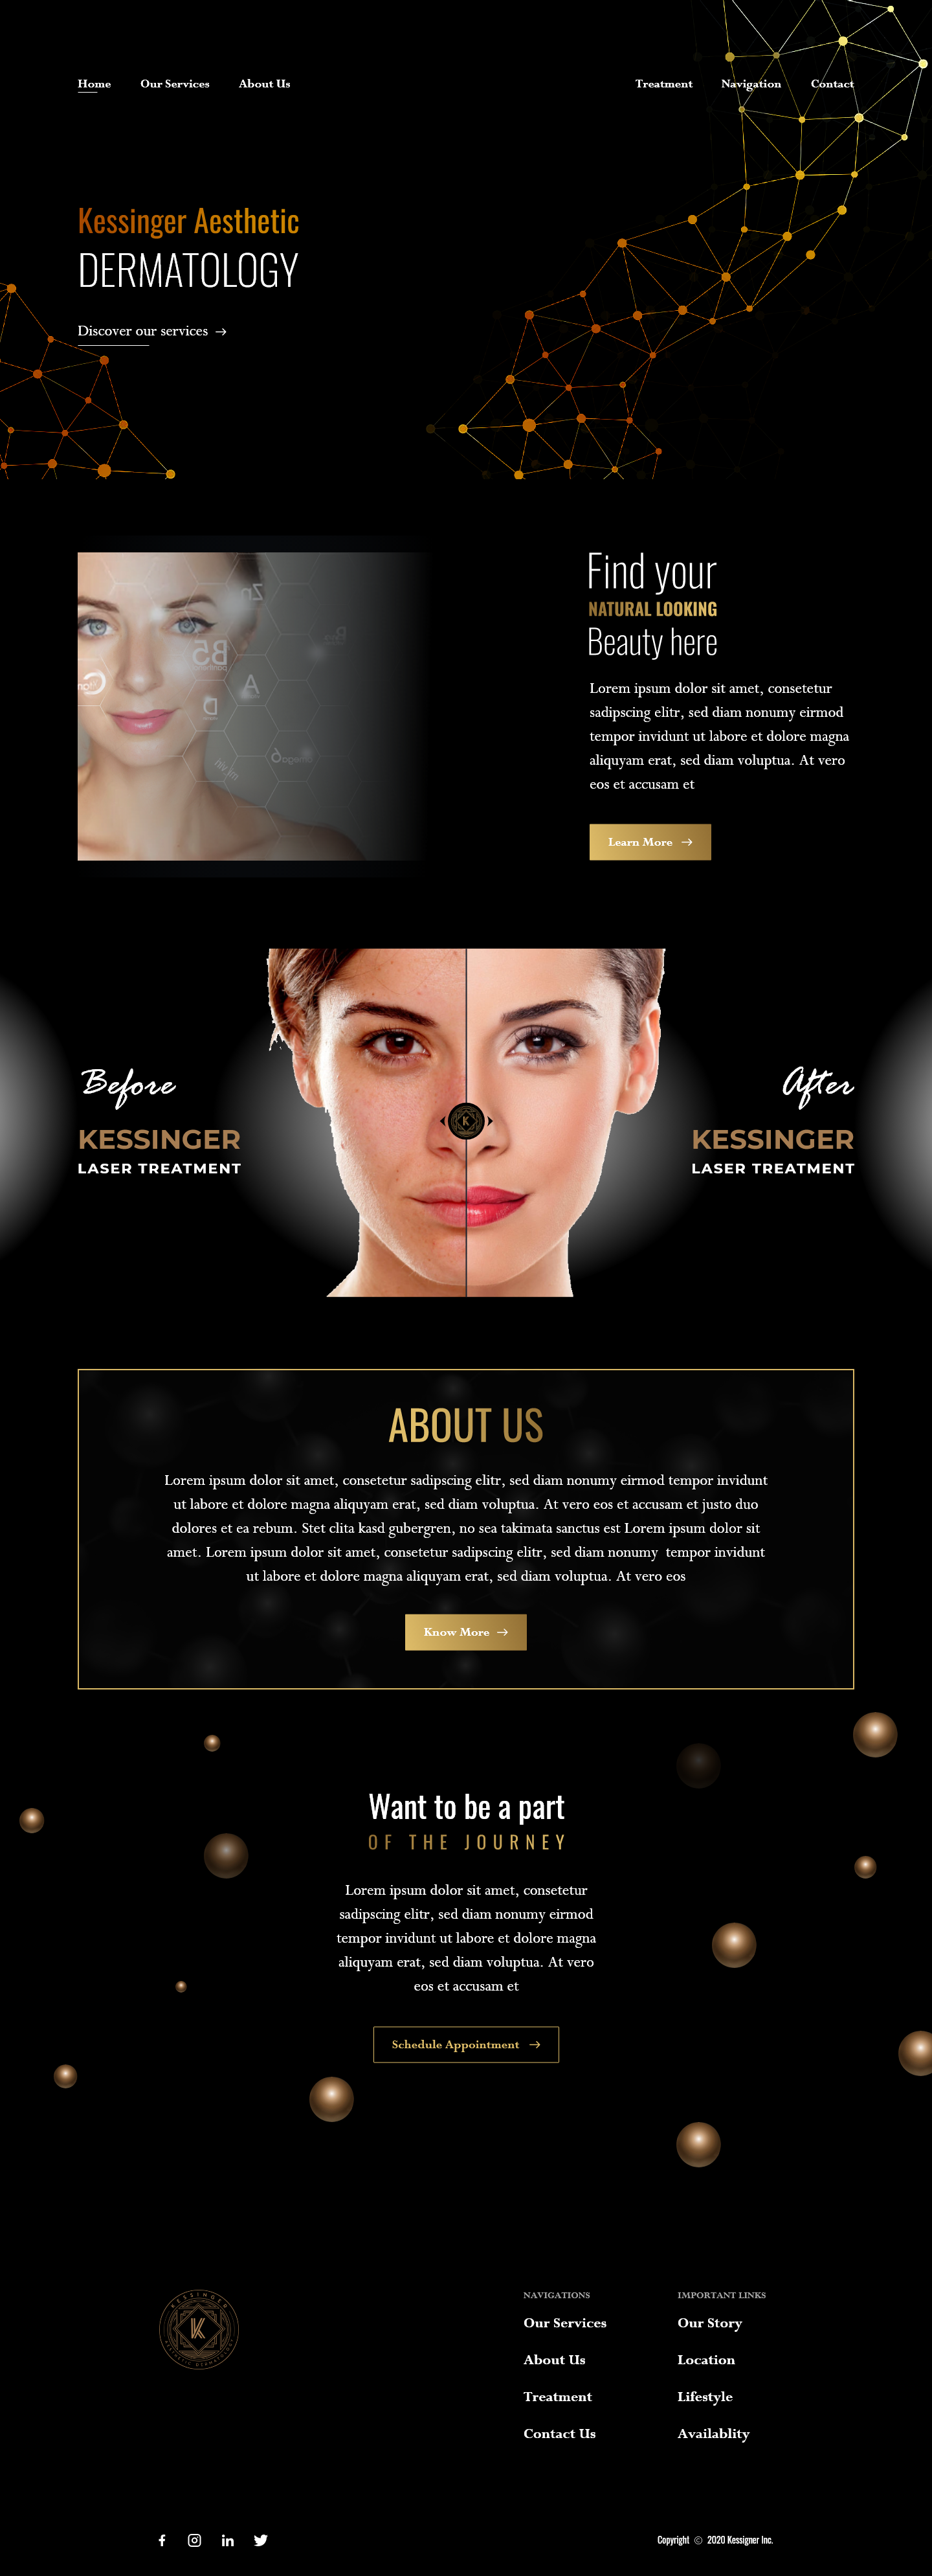 Home
Our Services
About Us
Treatment
Navigation
Contact
Kessinger Aesthetic
DERMATOLOGY
Discover our services
Zn
B5
A
D
Find your
NATURAL LOOKING
Beauty here
Lorem ipsum dolor sit amet, consetetur
sadipscing elitr, sed diam nonumy eirmod
tempor invidunt ut labore et dolore magna
aliquyam erat, sed diam voluptua. At vero
eos et accusam et
Learn More
Before
KESSINGER
LASER TREATMENT
K
After
KESSINGER
LASER TREATMENT
ABOUT US
Lorem ipsum dolor sit amet, consetetur sadipscing elitr, sed diam nonumy eirmod tempor invidunt
ut labore et dolore magna aliquyam erat, sed diam voluptua. At vero eos et accusam et justo duo
dolores et ea rebum. Stet clita kasd gubergren, no sea takimata sanctus est Lorem ipsum dolor sit
amet. Lorem ipsum dolor sit amet, consetetur sadipscing elitr, sed diam nonumy tempor invidunt
ut labore et dolore magna aliquyam erat, sed diam voluptua. At vero eos
Know More
Want to be a part
OF THE JOURNEY
Lorem ipsum dolor sit amet, consetetur
sadipscing elitr, sed diam nonumy eirmod
tempor invidunt ut labore et dolore magna
aliquyam erat, sed diam voluptua. At vero
eos et accusam et
Schedule Appointment
KESSINGER
K
AESTHETIC DERMATOLOGY
NAVIGATIONS
Our Services
About Us
Treatment
Contact Us
IMPORTANT LINKS
Our Story
Location
Lifestyle
Availablity
Copyright © 2020 Kessigner Inc.